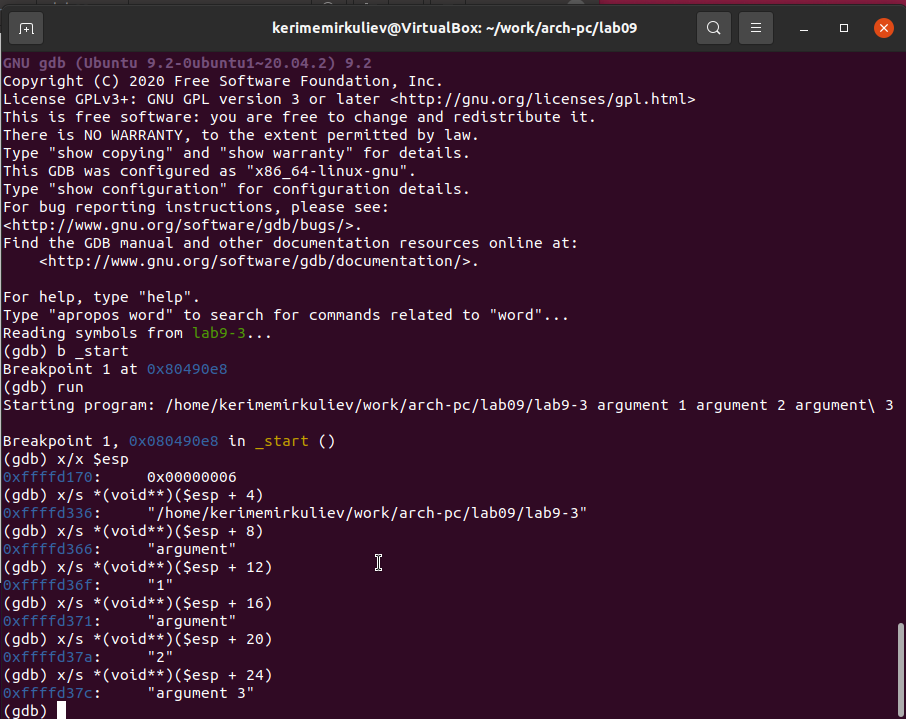 kerimemirkuliev@VirtualBox: ~/work/arch-pc/lab09
GNU gdb (Ubuntu 9.2-0ubuntu1~20.04.2) 9.2
Copyright (C) 2020 Free Software Foundation, Inc.
License GPLv3+: GNU GPL version 3 or later <http://gnu.org/licenses/gpl.html>
This is free software: you are free to change and redistribute it.
There is NO WARRANTY, to the extent permitted by law.
Type "show copying" and "show warranty" for details.
This GDB was configured as "x86_64-linux-gnu".
Type "show configuration" for configuration details.
For bug reporting instructions, please see:
<http://www.gnu.org/software/gdb/bugs/>.
Find the GDB manual and other documentation resources online at:
    <http://www.gnu.org/software/gdb/documentation/>.

For help, type "help".
Type "apropos word" to search for commands related to "word"...
Reading symbols from lab9-3...
(gdb) b _start
Breakpoint 1 at 0x80490e8
(gdb) run
Starting program: /home/kerimemirkuliev/work/arch-pc/lab09/lab9-3 argument 1 argument 2 argument\ 3

Breakpoint 1, 0x080490e8 in _start ()
(gdb) x/x $esp
0xffffd170:     0x00000006
(gdb) x/s *(void**)($esp + 4)
0xffffd336:     "/home/kerimemirkuliev/work/arch-pc/lab09/lab9-3"
(gdb) x/s *(void**)($esp + 8)
0xffffd366:     "argument"
(gdb) x/s *(void**)($esp + 12)
0xffffd36f:     "1"
(gdb) x/s *(void**)($esp + 16)
0xffffd371:     "argument"
(gdb) x/s *(void**)($esp + 20)
0xffffd37a:     "2"
(gdb) x/s *(void**)($esp + 24)
0xffffd37c:     "argument 3"
(gdb)